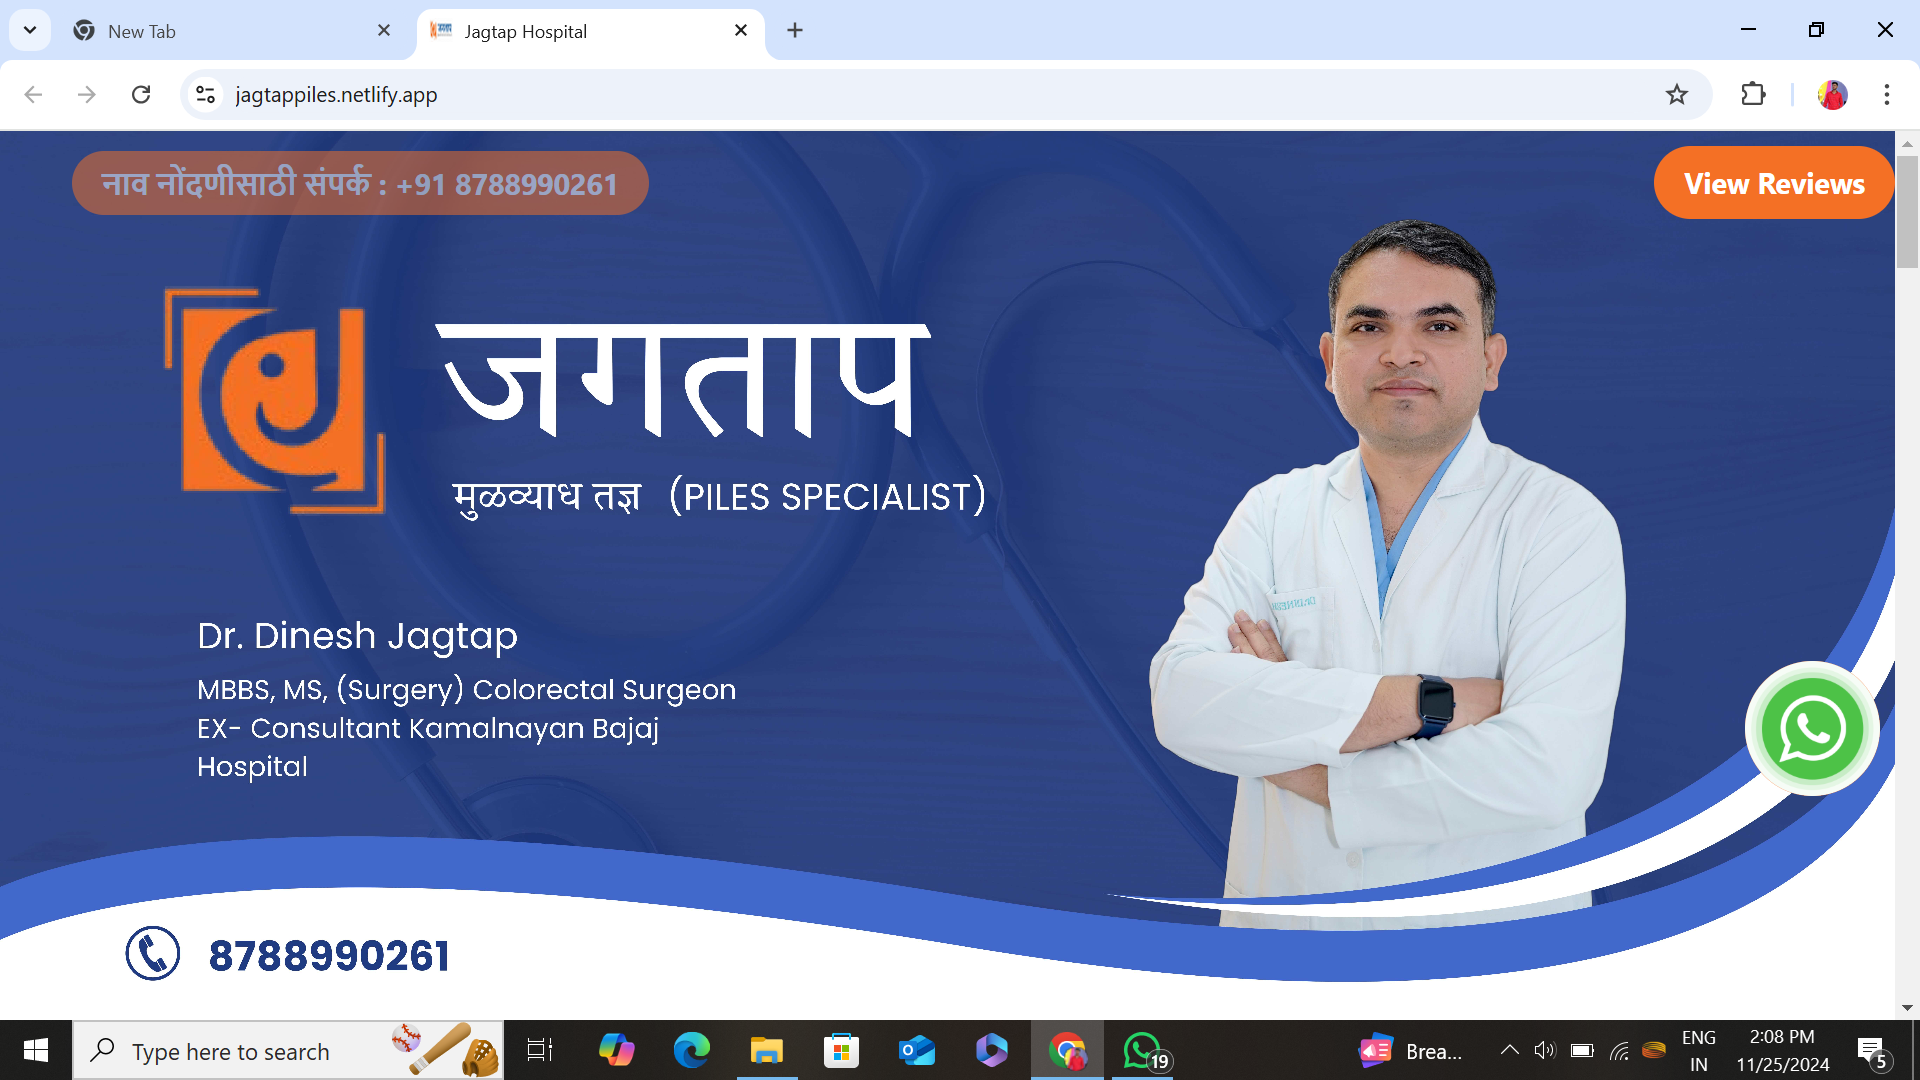 New Tab
Jagtap Hospital
jagtappiles.netlify.app
नाव नोंदणीसाठी संपर्क : +91 8788990261
View Reviews
जगताप
मुळव्याध तज्ञ (PILES SPECIALIST)
Dr. Dinesh Jagtap
MBBS, MS, (Surgery) Colorectal Surgeon
EX- Consultant Kamalnayan Bajaj
Hospital
8788990261
Type here to search
19
Brea...
ENG
IN
2:08 PM
11/25/2024
5